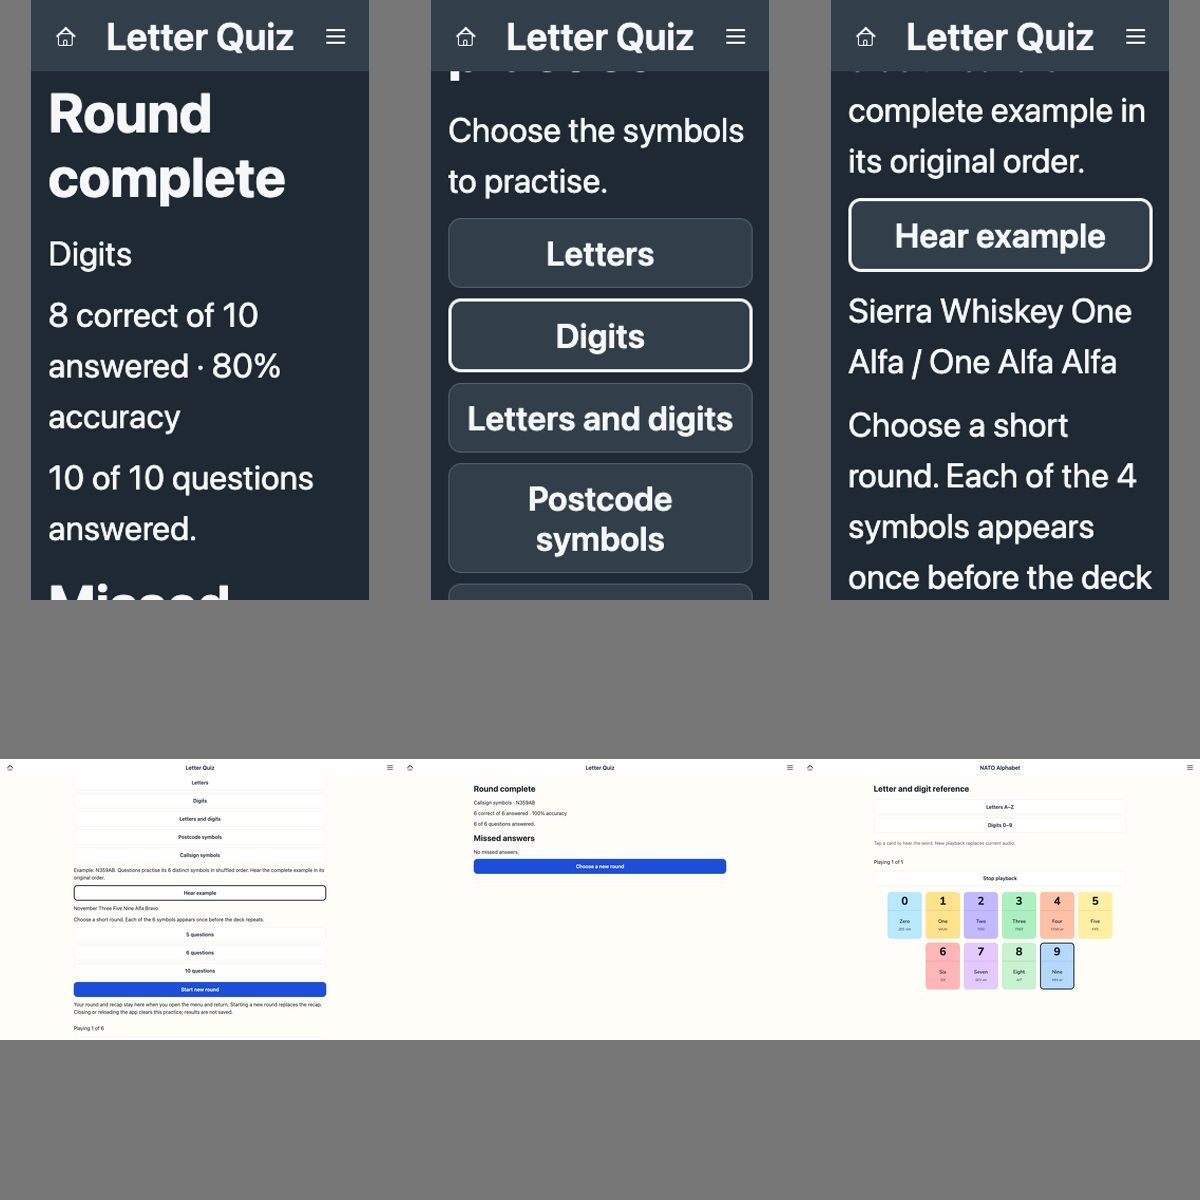 Letter Quiz
Round
complete
Digits
8 correct of 10
answered · 80%
accuracy
10 of 10 questions
answered.
Missed
Letter Quiz
Choose the symbols
to practise.
Letters
Digits
Letters and digits
Postcode
symbols
Letter Quiz
complete example in
its original order.
Hear example
Sierra Whiskey One
Alfa / One Alfa Alfa
Choose a short
round. Each of the 4
symbols appears
once before the deck
Letter Quiz
Letters
Digits
Letters and digits
Postcode symbols
Callsign symbols
Example: N359AB. Questions practise its 6 distinct symbols in shuffled order. Hear the complete example in its
original order.
Hear example
November Three Five Nine Alfa Bravo
Choose a short round. Each of the 6 symbols appears once before the deck repeats.
5 questions
6 questions
10 questions
Start new round
Your round and recap stay here when you open the menu and return. Starting a new round replaces the recap.
Closing or reloading the app clears this practice; results are not saved.
Playing 1 of 6
Letter Quiz
Round complete
Callsign symbols · N359AB
6 correct of 6 answered · 100% accuracy
6 of 6 questions answered.
Missed answers
No missed answers.
Choose a new round
NATO Alphabet
Letter and digit reference
Letters A–Z
Digits 0–9
Tap a card to hear the word. New playback replaces current audio.
Playing 1 of 1
Stop playback
0 1 2 3 4 5
Zero One Two Three Four Five
6 7 8 9
Six Seven Eight Nine